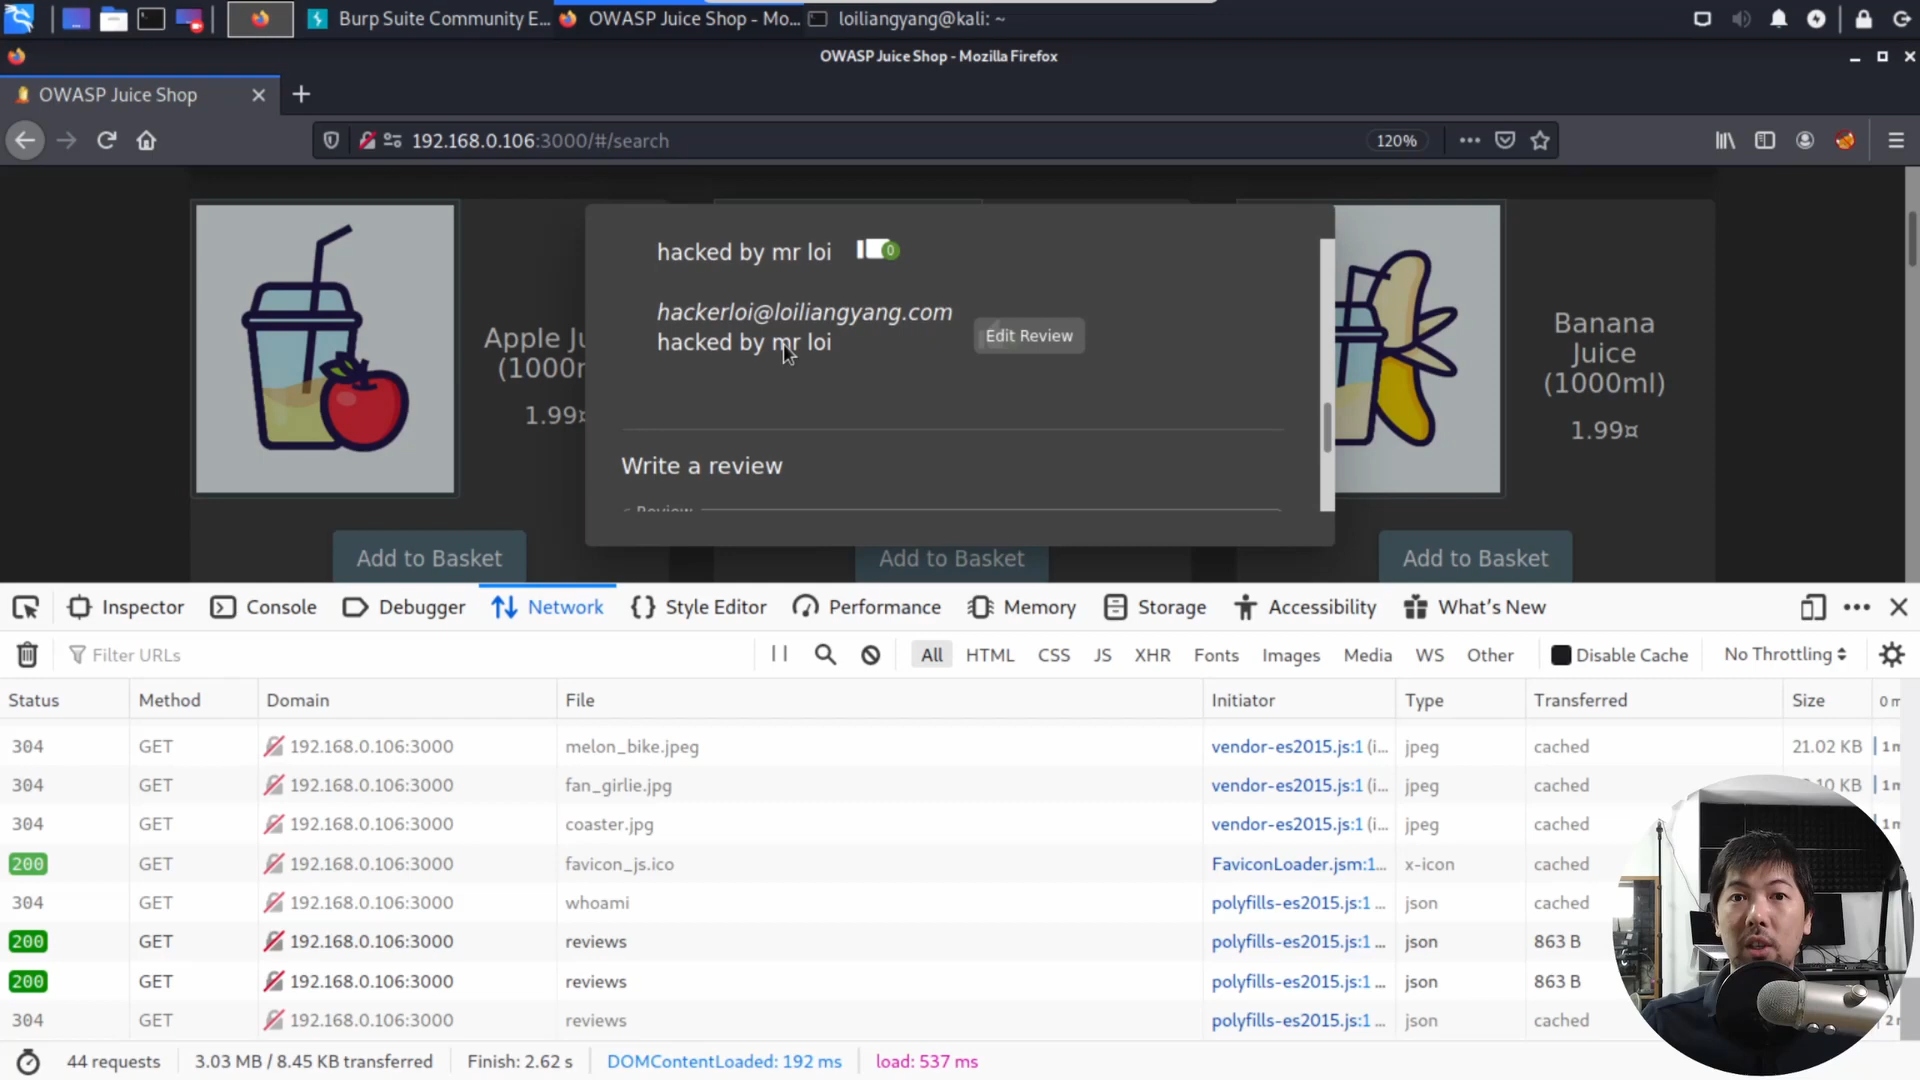 Burp Suite Community E...
OWASP Juice Shop - Mo...
loiliangyang@kali: ~
OWASP Juice Shop - Mozilla Firefox
OWASP Juice Shop
192.168.0.106:3000/#/search
120%
hacked by mr loi
0
hackerloi@loiliangyang.com
hacked by mr loi
Edit Review
Apple Ju
(1000m
1.99¤
Banana
Juice
(1000ml)
1.99¤
Write a review
Review
Add to Basket
Add to Basket
Add to Basket
Inspector
Console
Debugger
Network
Style Editor
Performance
Memory
Storage
Accessibility
What's New
Filter URLs
All
HTML
CSS
JS
XHR
Fonts
Images
Media
WS
Other
Disable Cache
No Throttling
Status Method Domain File Initiator Type Transferred Size 0 m
304 GET 192.168.0.106:3000 melon_bike.jpeg vendor-es2015.js:1 (i... jpeg cached 21.02 KB 1 m
304 GET 192.168.0.106:3000 fan_girlie.jpg vendor-es2015.js:1 (i... jpeg cached 10 KB 1 m
304 GET 192.168.0.106:3000 coaster.jpg vendor-es2015.js:1 (i... jpeg cached 1 m
200 GET 192.168.0.106:3000 favicon_js.ico FaviconLoader.jsm:1... x-icon cached
304 GET 192.168.0.106:3000 whoami polyfills-es2015.js:1 ... json cached
200 GET 192.168.0.106:3000 reviews polyfills-es2015.js:1 ... json 863 B
200 GET 192.168.0.106:3000 reviews polyfills-es2015.js:1 ... json 863 B
304 GET 192.168.0.106:3000 reviews polyfills-es2015.js:1 ... json cached 2 m
44 requests
3.03 MB / 8.45 KB transferred
Finish: 2.62 s
DOMContentLoaded: 192 ms
load: 537 ms